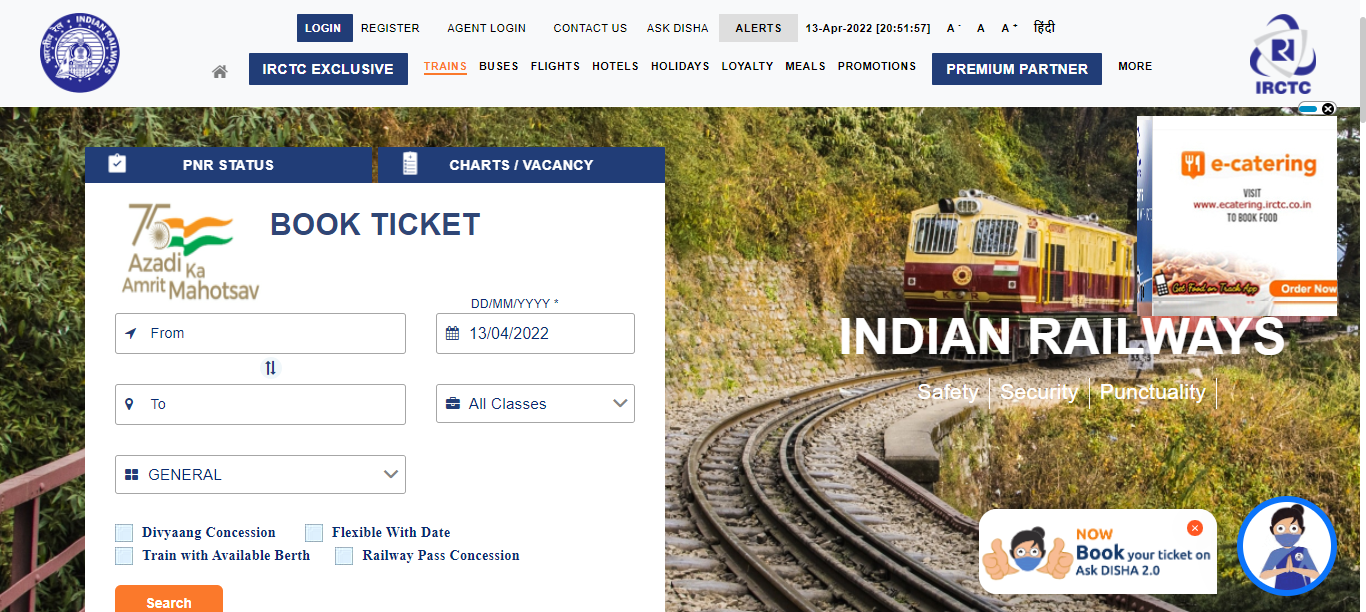 INDIAN RAILWAYS
भारतीय रेल
LOGIN REGISTER AGENT LOGIN CONTACT US ASK DISHA ALERTS 13-Apr-2022 [20:51:57] A- A A+ हिंदी
IRCTC EXCLUSIVE TRAINS BUSES FLIGHTS HOTELS HOLIDAYS LOYALTY MEALS PROMOTIONS PREMIUM PARTNER MORE
IRCTC
PNR STATUS CHARTS / VACANCY
75
Azadi Ka
Amrit Mahotsav
BOOK TICKET
DD/MM/YYYY *
From 13/04/2022
To All Classes
GENERAL
Divyaang Concession Flexible With Date
Train with Available Berth Railway Pass Concession
Search
e-catering
VISIT
www.ecatering.irctc.co.in
TO BOOK FOOD
Get Food on Track App Order Now
INDIAN RAILWAYS
Safety Security Punctuality
NOW
Book your ticket on
Ask DISHA 2.0